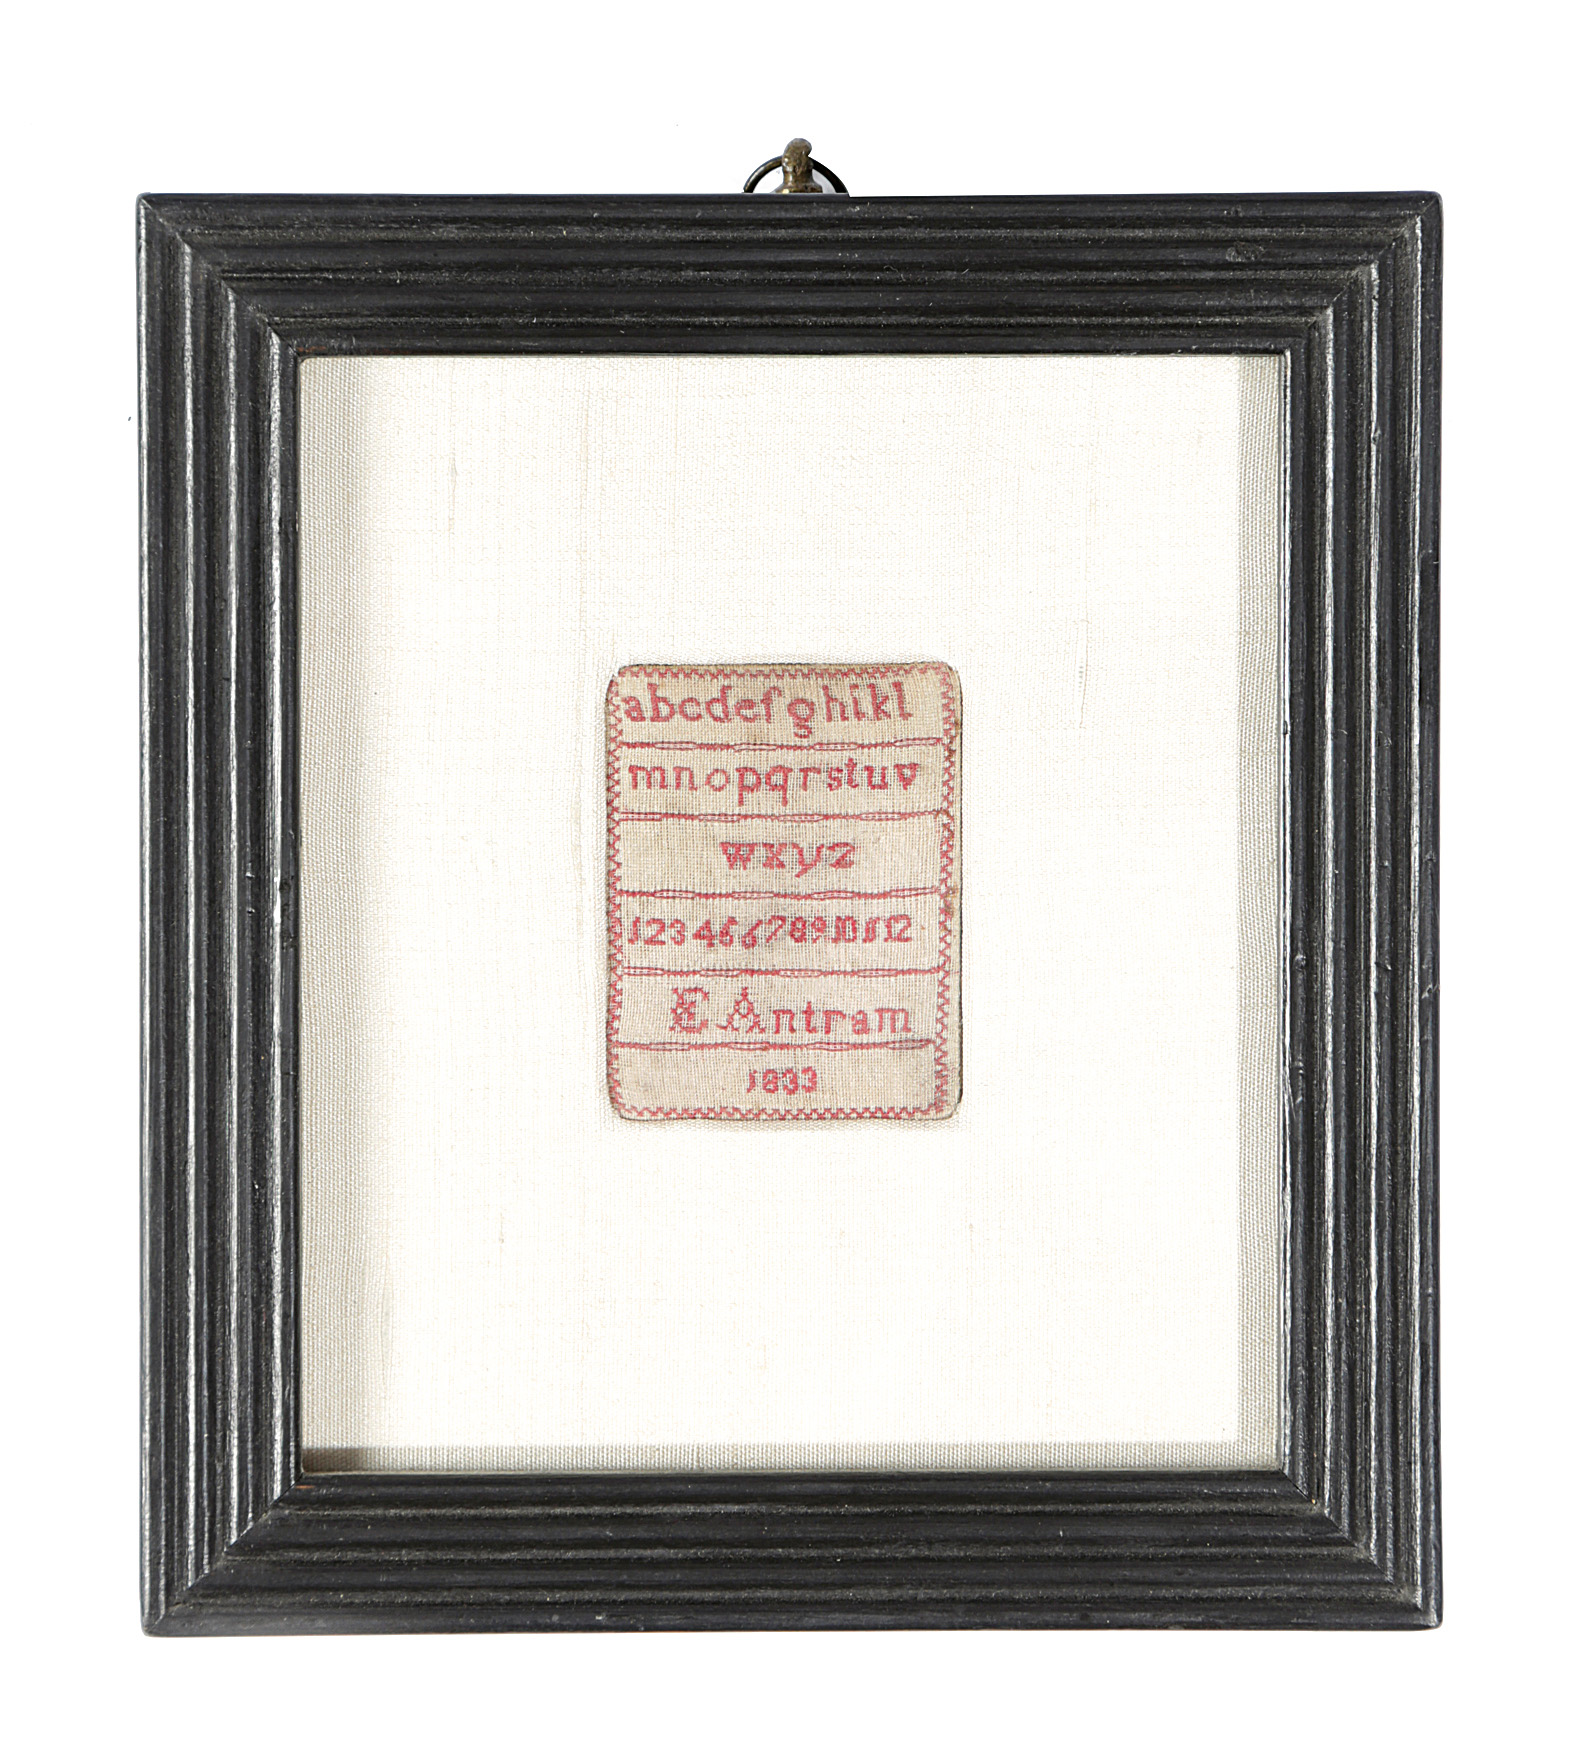 abcdefghikl
mnopqrstuv
wxyz
123456789101112
E Antram
1833